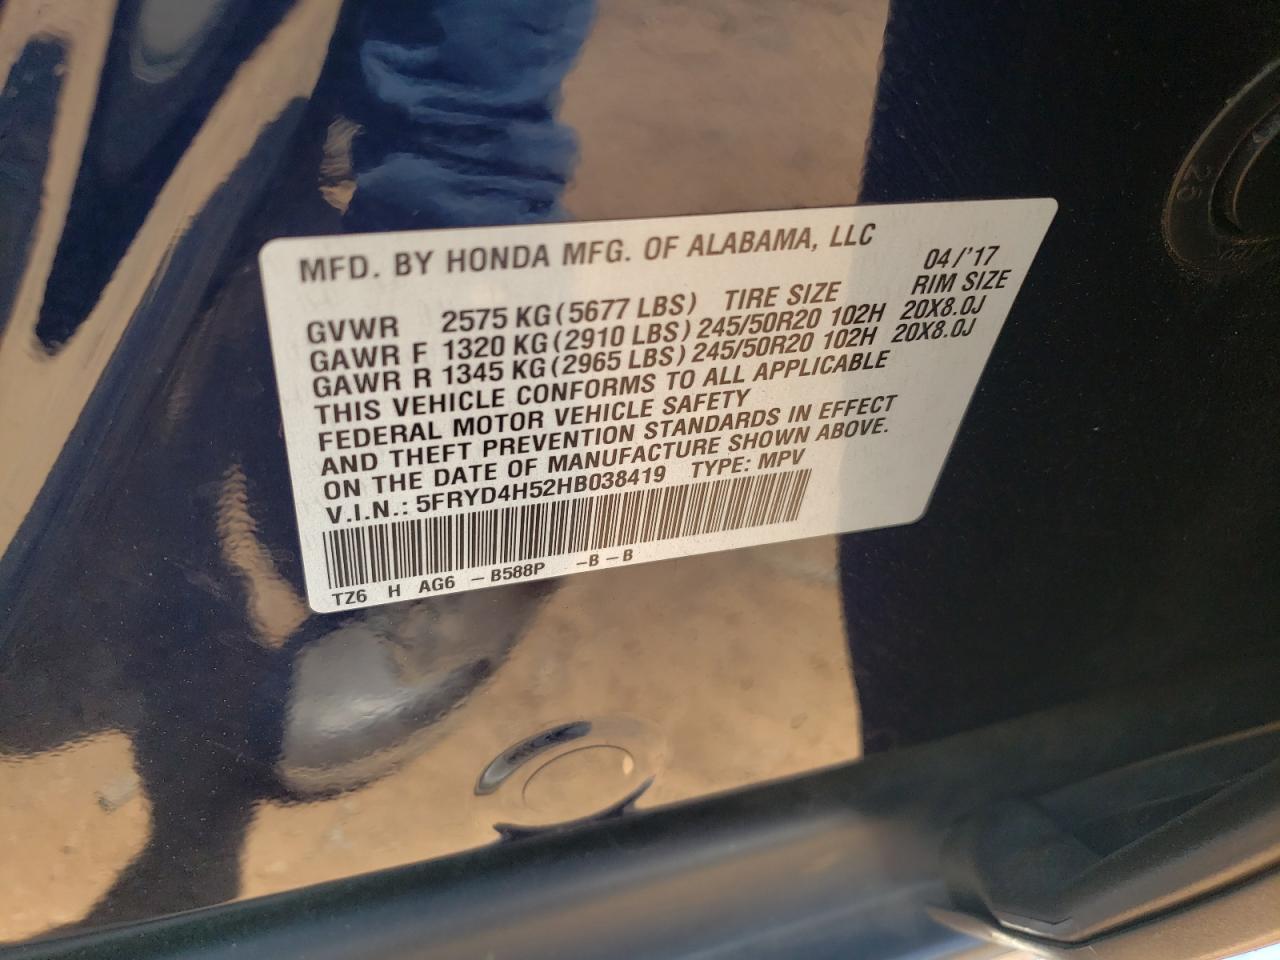 MFD. BY HONDA MFG. OF ALABAMA, LLC
04/'17
GVWR 2575 KG (5677 LBS) TIRE SIZE RIM SIZE
GAWR F 1320 KG (2910 LBS) 245/50R20 102H 20X8.0J
GAWR R 1345 KG (2965 LBS) 245/50R20 102H 20X8.0J
THIS VEHICLE CONFORMS TO ALL APPLICABLE
FEDERAL MOTOR VEHICLE SAFETY
AND THEFT PREVENTION STANDARDS IN EFFECT
ON THE DATE OF MANUFACTURE SHOWN ABOVE.
V.I.N.: 5FRYD4H52HB038419 TYPE: MPV
TZ6 H AG6 – B588P –B – B
25